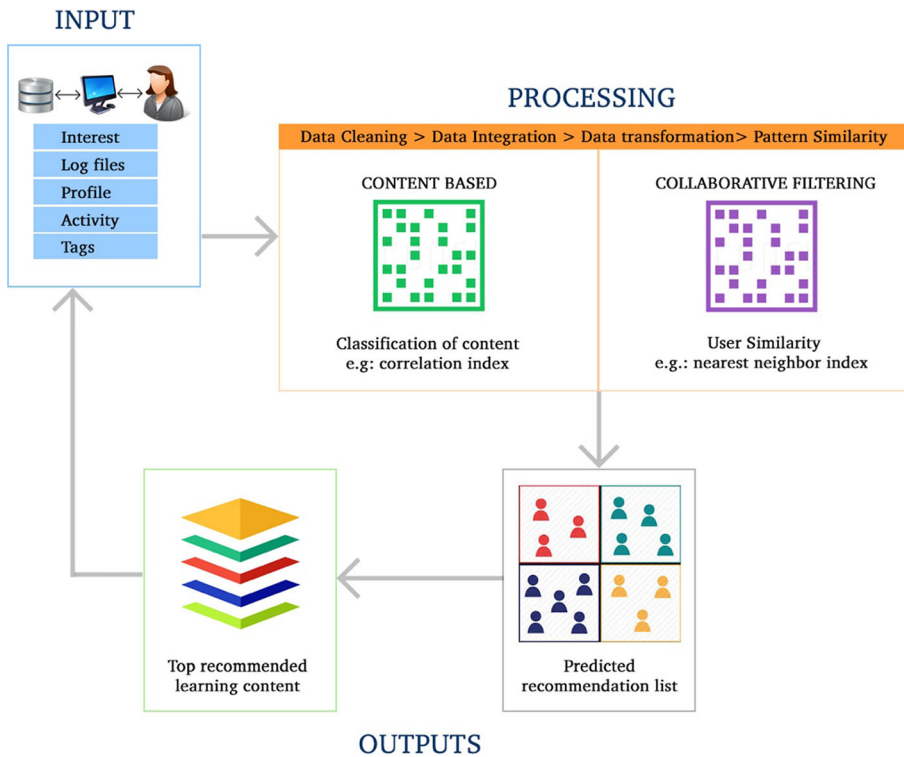 INPUT
Interest
Log files
Profile
Activity
Tags
PROCESSING
Data Cleaning > Data Integration > Data transformation> Pattern Similarity
CONTENT BASED
Classification of content
e.g: correlation index
COLLABORATIVE FILTERING
User Similarity
e.g.: nearest neighbor index
Top recommended
learning content
Predicted
recommendation list
OUTPUTS